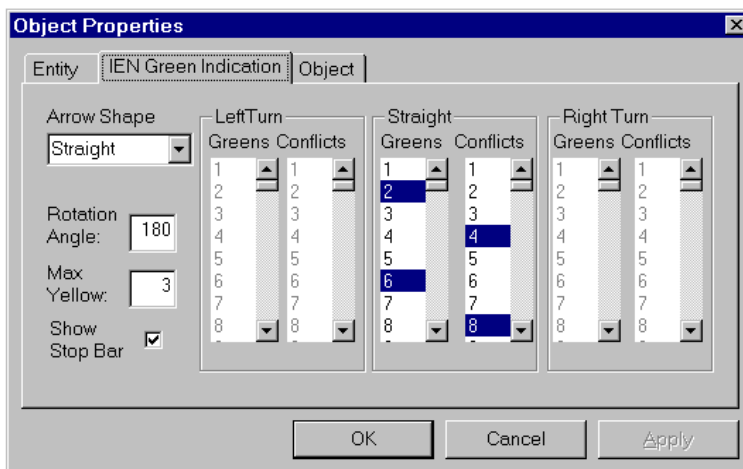 Object Properties
Entity IEN Green Indication Object
Arrow Shape
Straight
Rotation
Angle: 180
Max
Yellow: 3
Show
Stop Bar
LeftTurn
Greens Conflicts
1 1
2 2
3 3
4 4
5 5
6 6
7 7
8 8
Straight
Greens Conflicts
1 1
2 2
3 3
4 4
5 5
6 6
7 7
8 8
Right Turn
Greens Conflicts
1 1
2 2
3 3
4 4
5 5
6 6
7 7
8 8
OK Cancel Apply